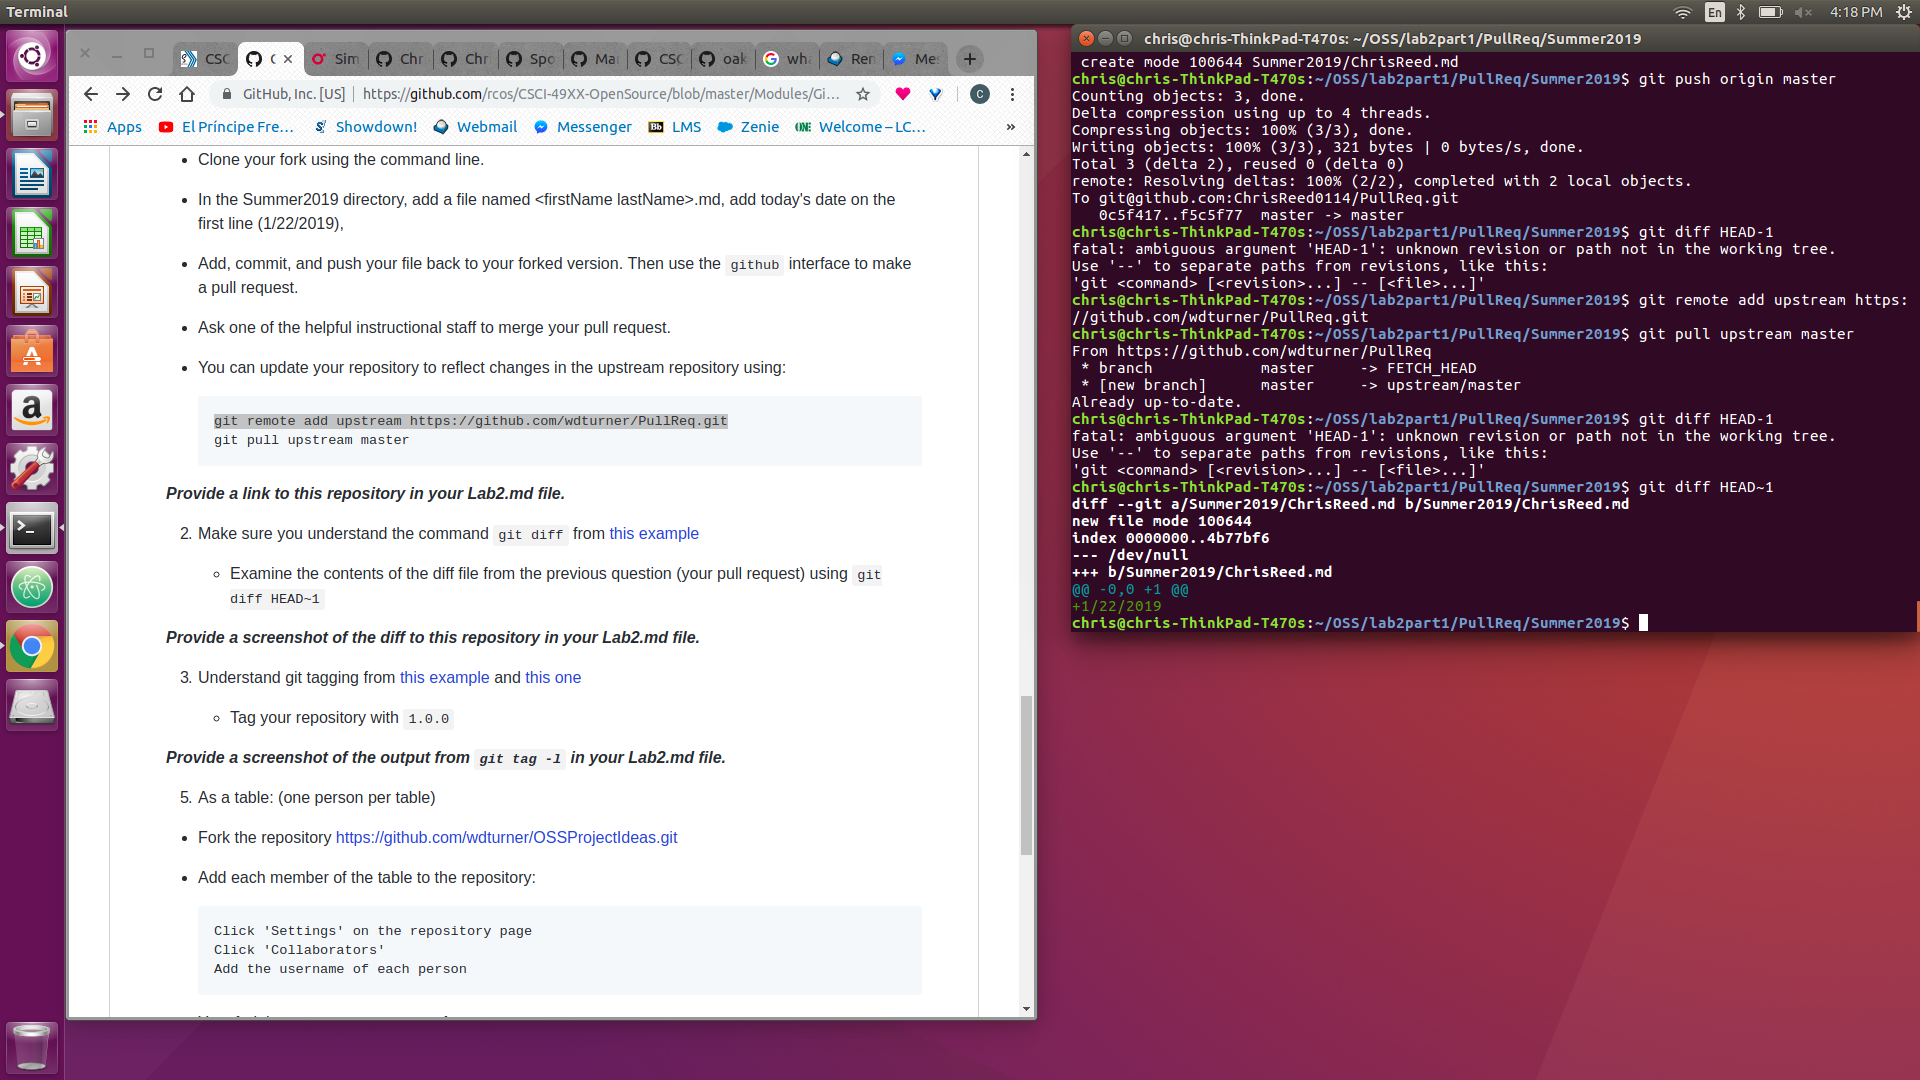 Terminal
En
4:18 PM
CSC
C
Sim
Chr
Chr
Spo
Mar
CSC
oak
wha
Ren
Me
GitHub, Inc. [US]
https://github.com/rcos/CSCI-49XX-OpenSource/blob/master/Modules/Gi...
C
Apps
El Príncipe Fre...
Showdown!
Webmail
Messenger
Bb
LMS
Zenie
Welcome – LC...
»
• Clone your fork using the command line.
• In the Summer2019 directory, add a file named <firstName lastName>.md, add today's date on the
first line (1/22/2019),
• Add, commit, and push your file back to your forked version. Then use the github interface to make
a pull request.
• Ask one of the helpful instructional staff to merge your pull request.
• You can update your repository to reflect changes in the upstream repository using:
git remote add upstream https://github.com/wdturner/PullReq.git
git pull upstream master
Provide a link to this repository in your Lab2.md file.
2. Make sure you understand the command git diff from this example
Examine the contents of the diff file from the previous question (your pull request) using git
diff HEAD~1
Provide a screenshot of the diff to this repository in your Lab2.md file.
3. Understand git tagging from this example and this one
Tag your repository with 1.0.0
Provide a screenshot of the output from git tag -l in your Lab2.md file.
5. As a table: (one person per table)
• Fork the repository https://github.com/wdturner/OSSProjectIdeas.git
• Add each member of the table to the repository:
Click 'Settings' on the repository page
Click 'Collaborators'
Add the username of each person
chris@chris-ThinkPad-T470s: ~/OSS/lab2part1/PullReq/Summer2019
create mode 100644 Summer2019/ChrisReed.md
chris@chris-ThinkPad-T470s:~/OSS/lab2part1/PullReq/Summer2019$ git push origin master
Counting objects: 3, done.
Delta compression using up to 4 threads.
Compressing objects: 100% (3/3), done.
Writing objects: 100% (3/3), 321 bytes | 0 bytes/s, done.
Total 3 (delta 2), reused 0 (delta 0)
remote: Resolving deltas: 100% (2/2), completed with 2 local objects.
To git@github.com:ChrisReed0114/PullReq.git
0c5f417..f5c5f77  master -> master
chris@chris-ThinkPad-T470s:~/OSS/lab2part1/PullReq/Summer2019$ git diff HEAD-1
fatal: ambiguous argument 'HEAD-1': unknown revision or path not in the working tree.
Use '--' to separate paths from revisions, like this:
'git <command> [<revision>...] -- [<file>...]'
chris@chris-ThinkPad-T470s:~/OSS/lab2part1/PullReq/Summer2019$ git remote add upstream https:
//github.com/wdturner/PullReq.git
chris@chris-ThinkPad-T470s:~/OSS/lab2part1/PullReq/Summer2019$ git pull upstream master
From https://github.com/wdturner/PullReq
* branch            master     -> FETCH_HEAD
* [new branch]      master     -> upstream/master
Already up-to-date.
chris@chris-ThinkPad-T470s:~/OSS/lab2part1/PullReq/Summer2019$ git diff HEAD-1
fatal: ambiguous argument 'HEAD-1': unknown revision or path not in the working tree.
Use '--' to separate paths from revisions, like this:
'git <command> [<revision>...] -- [<file>...]'
chris@chris-ThinkPad-T470s:~/OSS/lab2part1/PullReq/Summer2019$ git diff HEAD~1
diff --git a/Summer2019/ChrisReed.md b/Summer2019/ChrisReed.md
new file mode 100644
index 0000000..4b77bf6
--- /dev/null
+++ b/Summer2019/ChrisReed.md
@@ -0,0 +1 @@
+1/22/2019
chris@chris-ThinkPad-T470s:~/OSS/lab2part1/PullReq/Summer2019$